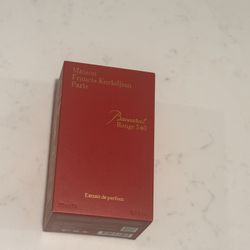 Maison
Francis Kurkdjian
Paris
Baccarat
Rouge 540
Extrait de parfum